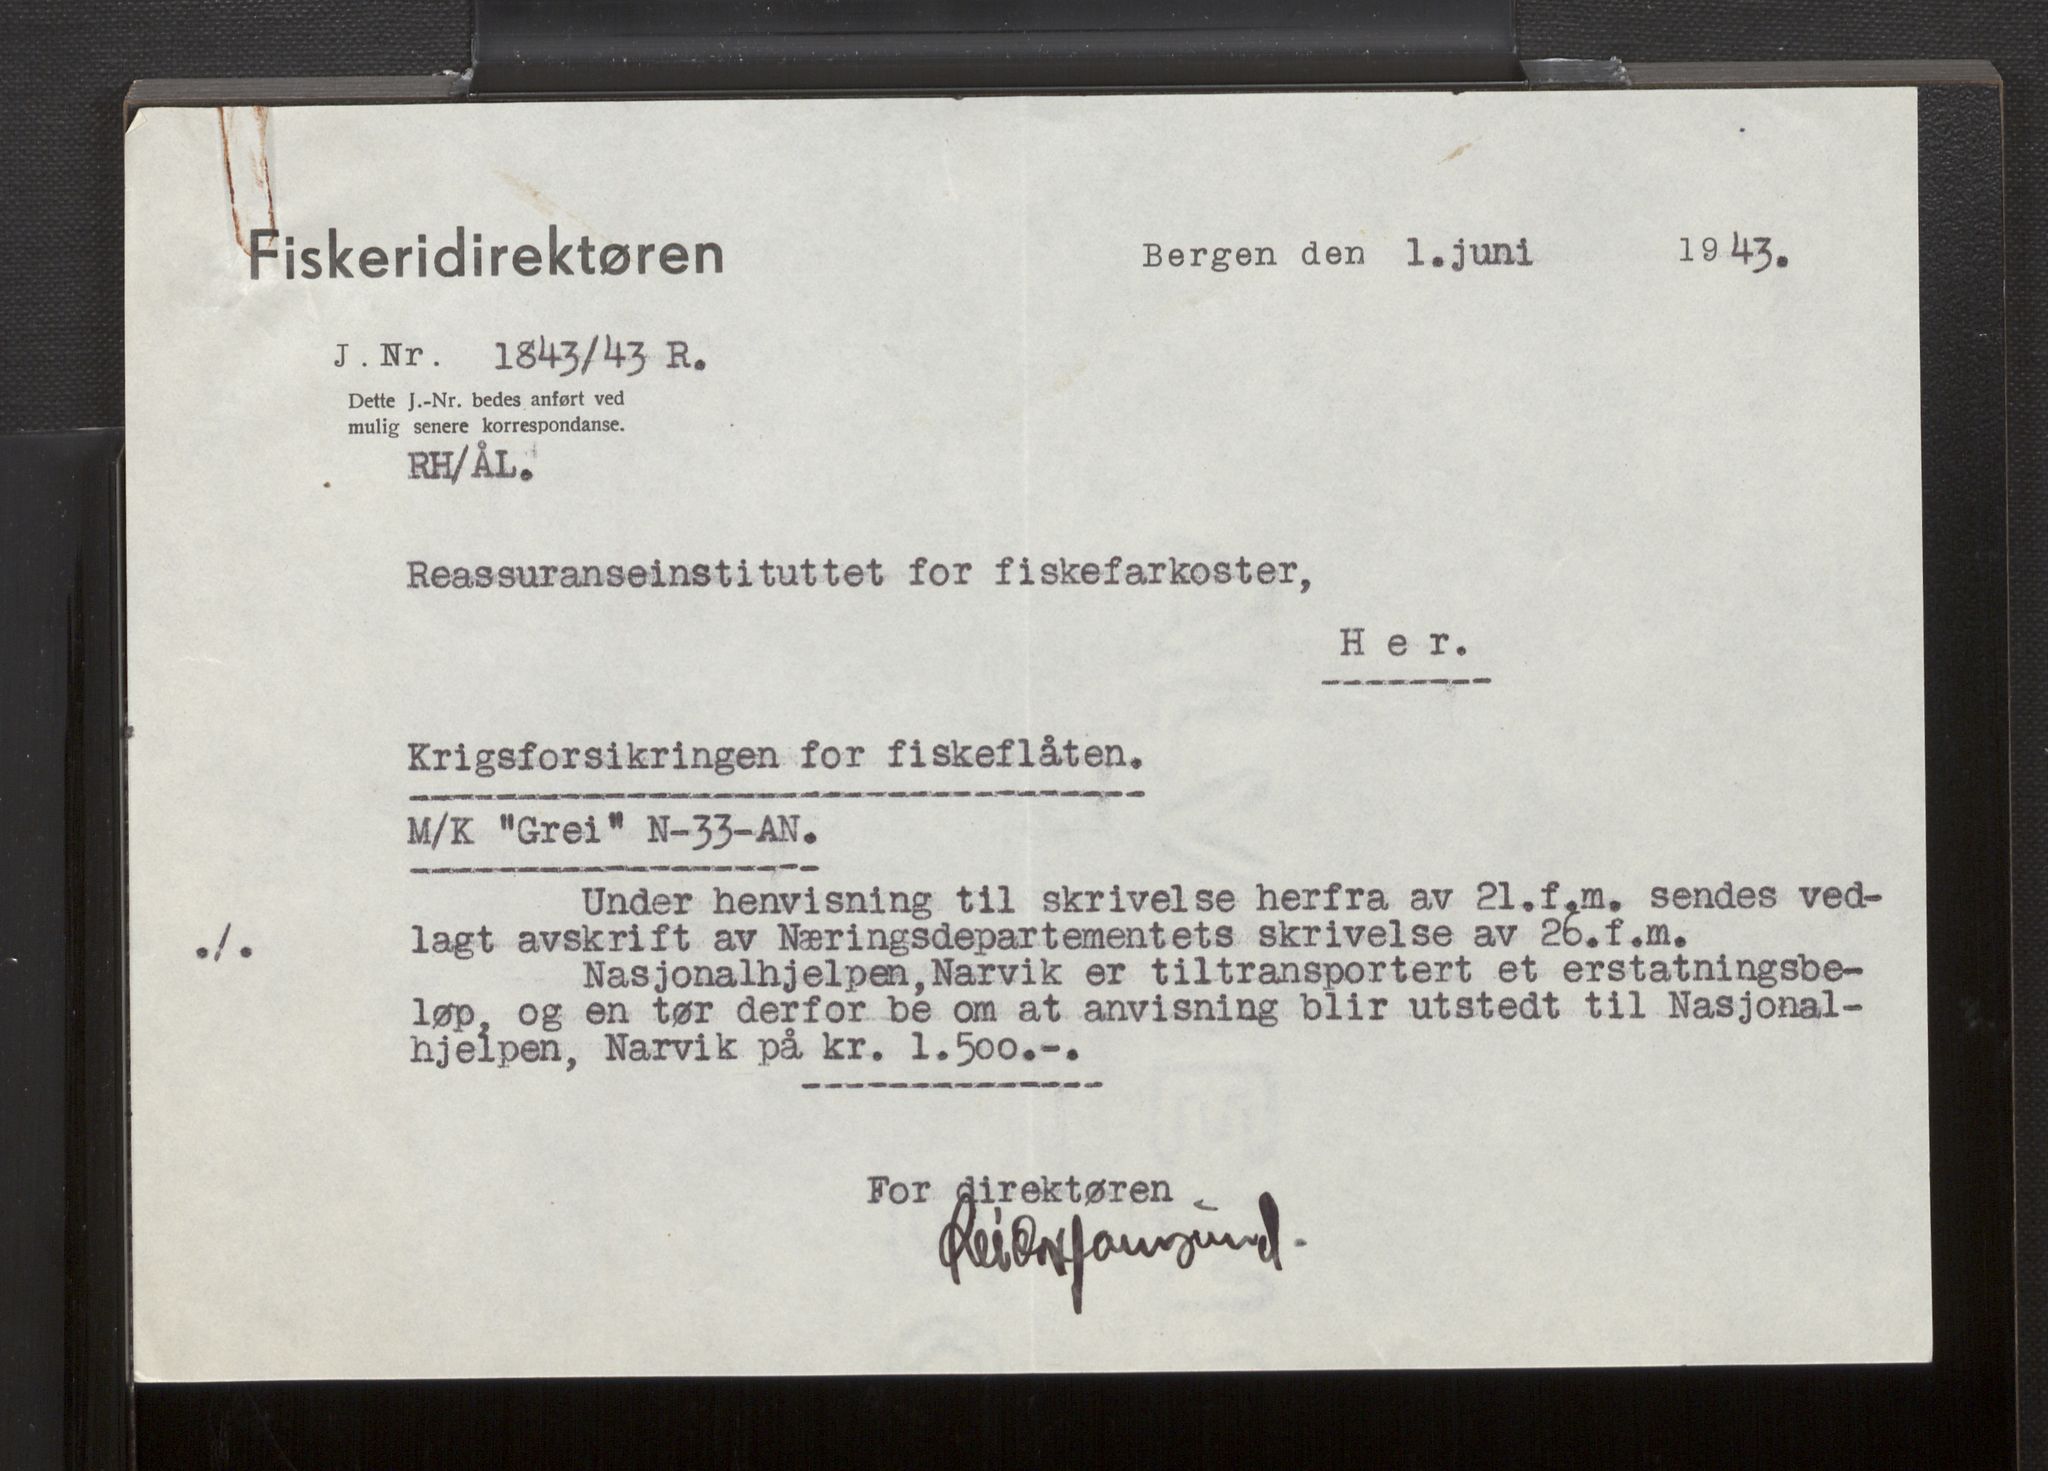 Fiskeridirektøren
Bergen den 1.juni 1943.
J.Nr. 1843/43 R.
Dette J.-Nr. bedes anført ved
mulig senere korrespondanse.
RH/ÅL.
Reassuranseinstituttet for fiskefarkoster,
H e r.
Krigsforsikringen for fiskeflåten.
M/K "Grei" N-33-AN.
Under henvisning til skrivelse herfra av 21.f.m. sendes ved-
./. lagt avskrift av Næringsdepartementets skrivelse av 26.f.m.
Nasjonalhjelpen,Narvik er tiltransportert et erstatningsbe-
løp, og en tør derfor be om at anvisning blir utstedt til Nasjonal-
hjelpen, Narvik på kr. 1.500.-.
For direktøren